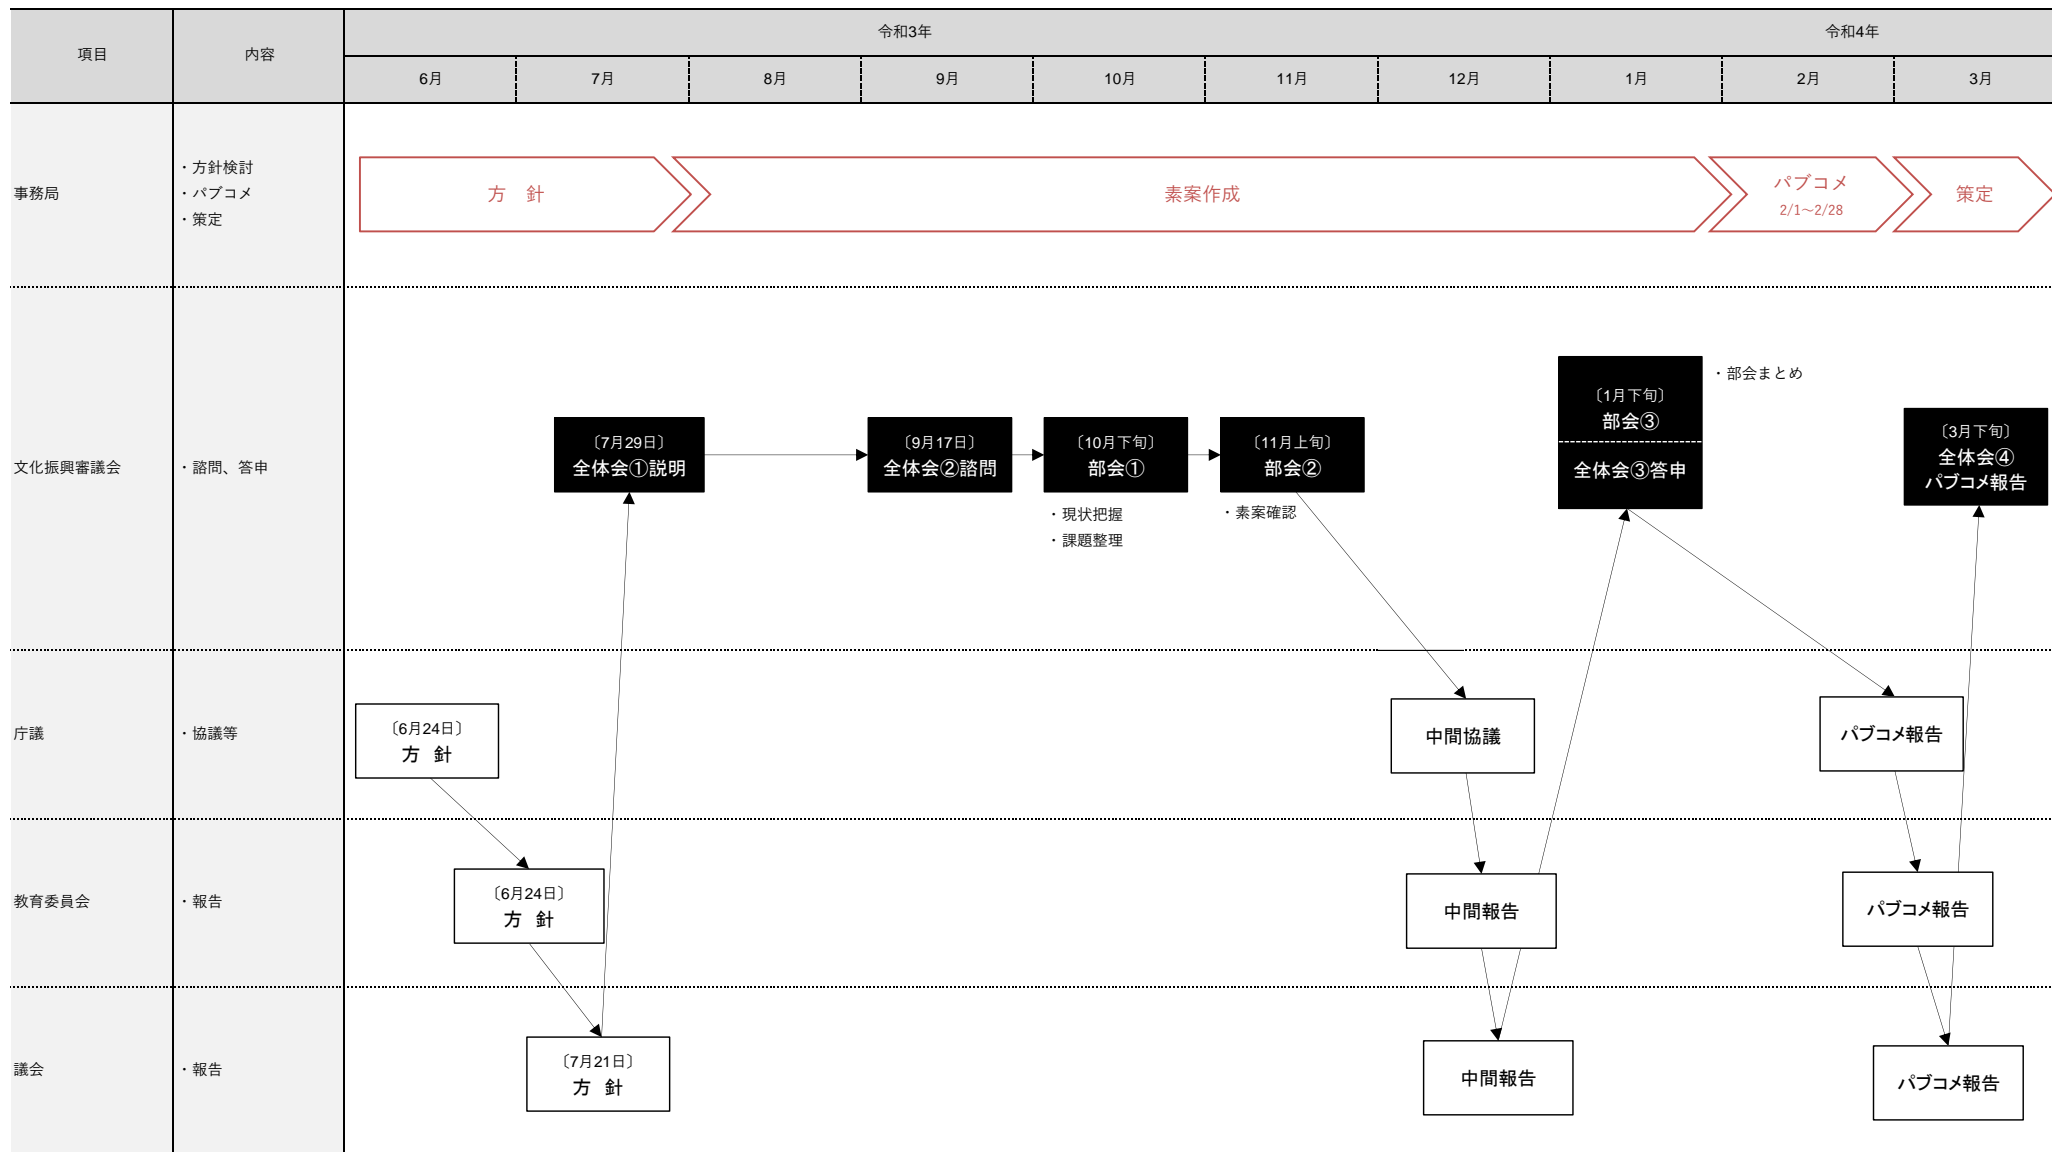 項目
内容
令和3年
令和4年
6月
7月
8月
9月
10月
11月
12月
1月
2月
3月
事務局
・方針検討
・パブコメ
・策定
方　針
素案作成
パブコメ
2/1～2/28
策定
文化振興審議会
・諮問、答申
〔7月29日〕
全体会①説明
〔9月17日〕
全体会②諮問
〔10月下旬〕
部会①
・現状把握
・課題整理
〔11月上旬〕
部会②
・素案確認
〔1月下旬〕
部会③
全体会③答申
・部会まとめ
〔3月下旬〕
全体会④
パブコメ報告
庁議
・協議等
〔6月24日〕
方　針
中間協議
パブコメ報告
教育委員会
・報告
〔6月24日〕
方　針
中間報告
パブコメ報告
議会
・報告
〔7月21日〕
方　針
中間報告
パブコメ報告